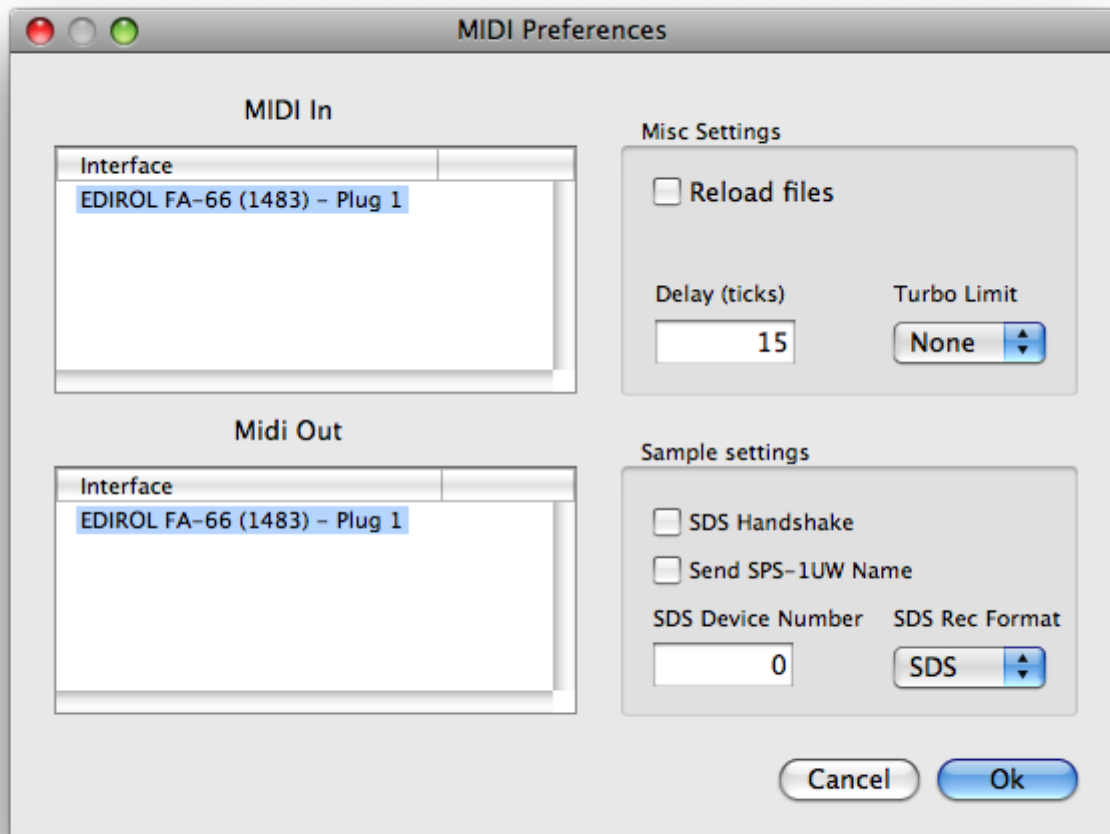 MIDI Preferences
MIDI In
Interface
EDIROL FA-66 (1483) - Plug 1
Misc Settings
Reload files
Delay (ticks)
Turbo Limit
15
None
Midi Out
Interface
EDIROL FA-66 (1483) - Plug 1
Sample settings
SDS Handshake
Send SPS-1UW Name
SDS Device Number
SDS Rec Format
0
SDS
Cancel
Ok